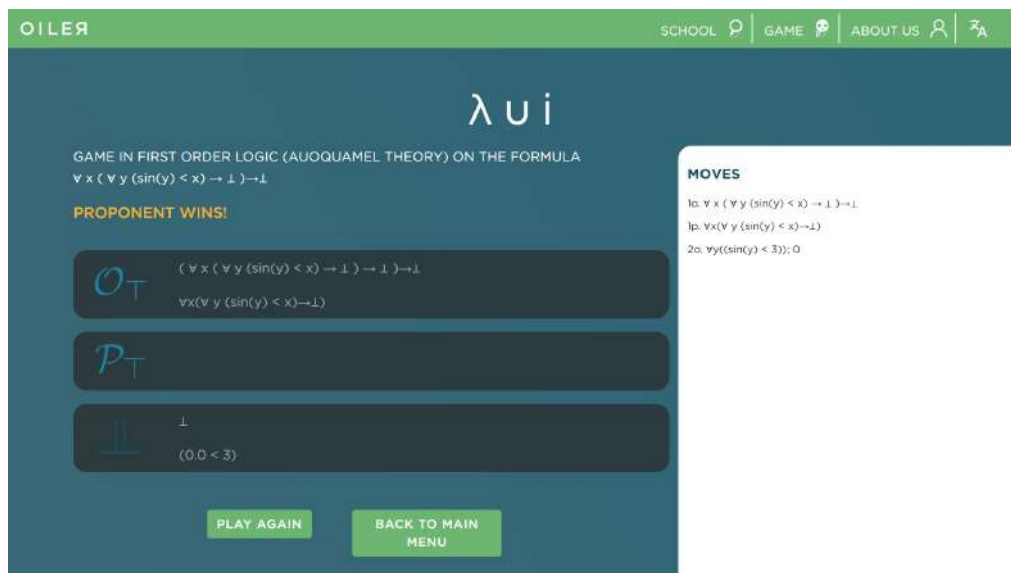 OILEЯ
SCHOOL
GAME
ABOUT US
λ u i
GAME IN FIRST ORDER LOGIC (AUOQUAMEL THEORY) ON THE FORMULA
∀ x ( ∀ y (sin(y) < x) → ⊥ )→⊥
PROPONENT WINS!
𝒪⊤
( ∀ x ( ∀ y (sin(y) < x) → ⊥ ) → ⊥ )→⊥
∀x(∀ y (sin(y) < x)→⊥)
𝒫⊤
⫫
⊥
(0.0 < 3)
PLAY AGAIN
BACK TO MAIN
MENU
MOVES
1o. ∀ x ( ∀ y (sin(y) < x) → ⊥ )→⊥
1p. ∀x(∀ y (sin(y) < x)→⊥)
2o. ∀y((sin(y) < 3)); 0